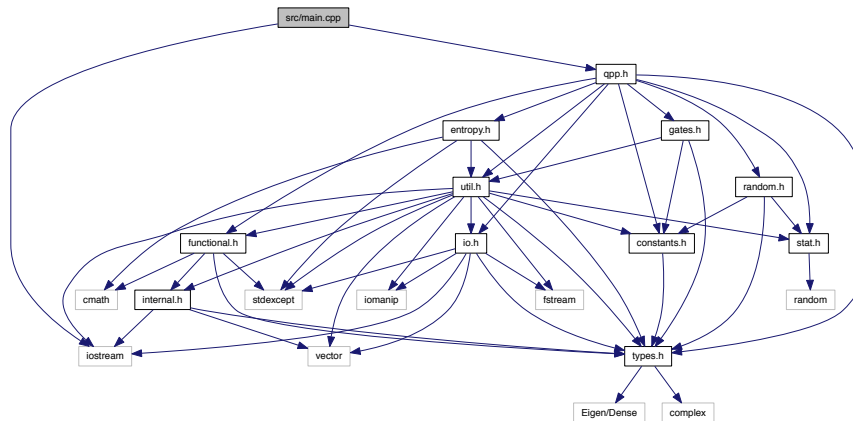 src/main.cpp
qpp.h
entropy.h
gates.h
util.h
random.h
functional.h
io.h
constants.h
stat.h
cmath
internal.h
stdexcept
iomanip
fstream
random
iostream
vector
types.h
Eigen/Dense
complex